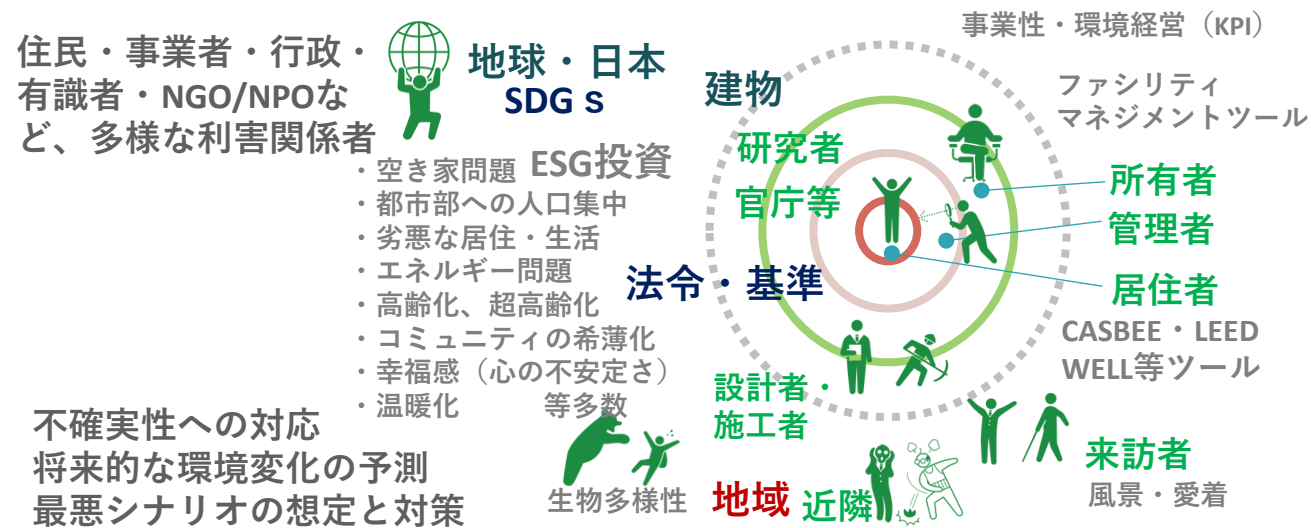 住民・事業者・行政・
有識者・NGO/NPOな
ど、多様な利害関係者
地球・日本
SDGｓ
ESG投資
・空き家問題
・都市部への人口集中
・劣悪な居住・生活
・エネルギー問題
・高齢化、超高齢化
・コミュニティの希薄化
・幸福感（心の不安定さ）
・温暖化　　　等多数
不確実性への対応
将来的な環境変化の予測
最悪シナリオの想定と対策
事業性・環境経営（KPI）
建物
ファシリティ
マネジメントツール
研究者
官庁等
所有者
管理者
居住者
法令・基準
CASBEE・LEED
WELL等ツール
設計者・
施工者
来訪者
風景・愛着
生物多様性
地域
近隣